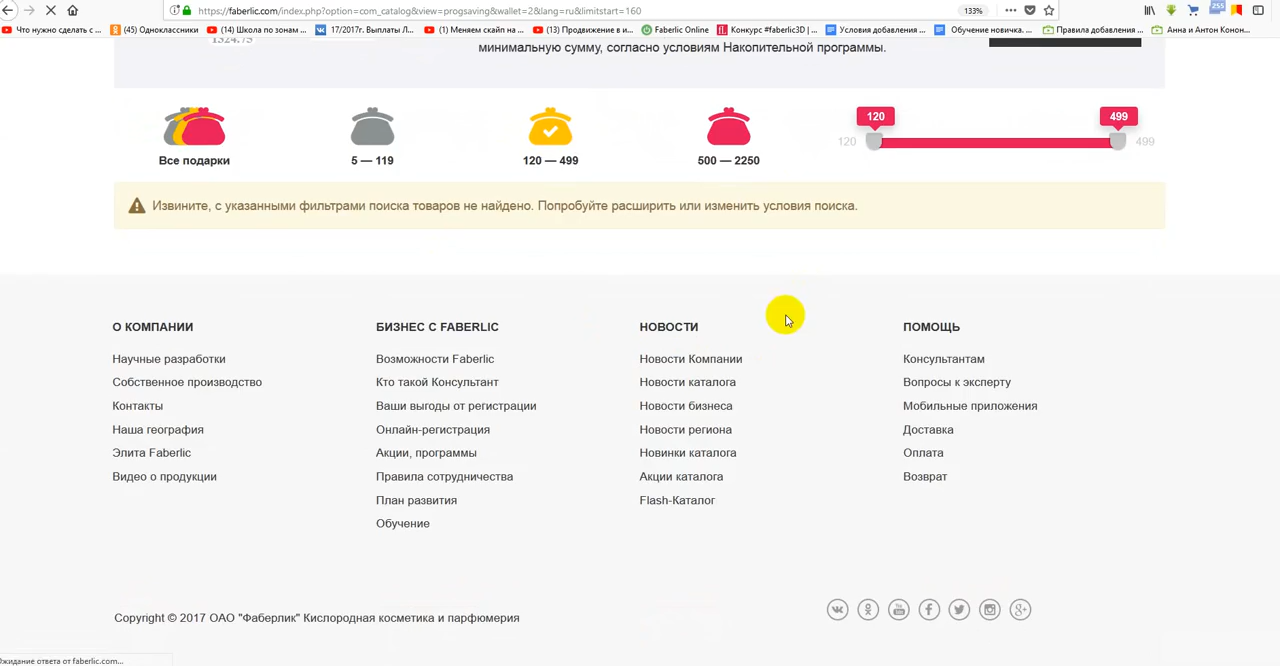 https://faberlic.com/index.php?option=com_catalog&view=progsaving&wallet=2&lang=ru&limitstart=160
133%
255
Что нужно сделать с ...
(45) Одноклассники
(14) Школа по зонам ...
17/2017г. Выплаты Л...
(1) Меняем скайп на ...
(13) Продвижение в и...
Faberlic Online
Конкурс #faberlic3D | ...
Условия добавления ...
Обучение новичка. ...
Правила добавления ...
Анна и Антон Конон...
минимальную сумму, согласно условиям Накопительной программы.
Все подарки
5 — 119
120 — 499
500 — 2250
120
120
499
499
Извините, с указанными фильтрами поиска товаров не найдено. Попробуйте расширить или изменить условия поиска.
О КОМПАНИИ
Научные разработки
Собственное производство
Контакты
Наша география
Элита Faberlic
Видео о продукции
БИЗНЕС С FABERLIC
Возможности Faberlic
Кто такой Консультант
Ваши выгоды от регистрации
Онлайн-регистрация
Акции, программы
Правила сотрудничества
План развития
Обучение
НОВОСТИ
Новости Компании
Новости каталога
Новости бизнеса
Новости региона
Новинки каталога
Акции каталога
Flash-Каталог
ПОМОЩЬ
Консультантам
Вопросы к эксперту
Мобильные приложения
Доставка
Оплата
Возврат
Copyright © 2017 ОАО "Фаберлик" Кислородная косметика и парфюмерия
Ожидание ответа от faberlic.com...